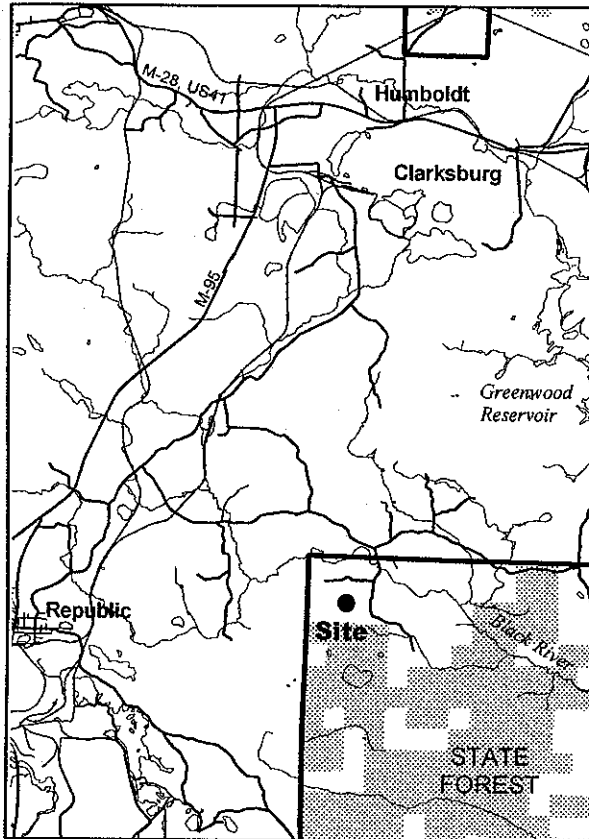 M-28, US41
Humboldt
Clarksburg
M-95
Greenwood
Reservoir
Republic
Site
Black River
STATE
FOREST